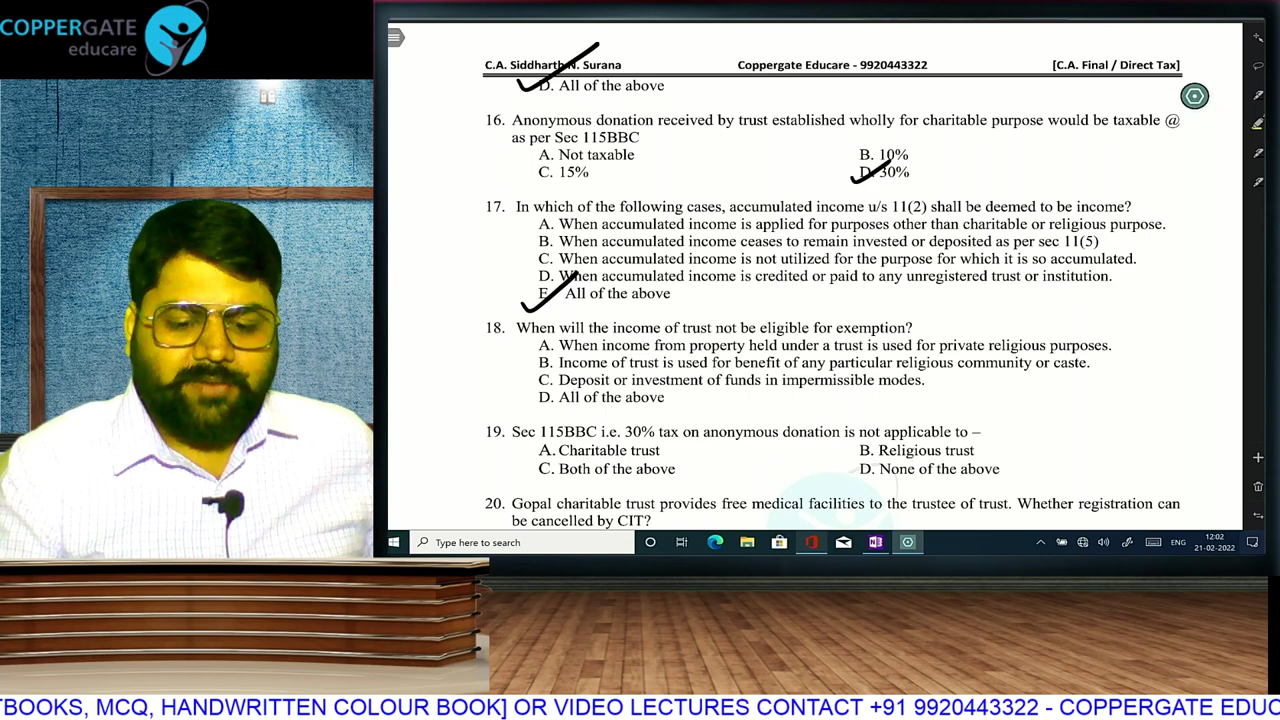 COPPERGATE
educare
C.A. Siddharth N. Surana Coppergate Educare - 9920443322 [C.A. Final / Direct Tax]
D. All of the above
16. Anonymous donation received by trust established wholly for charitable purpose would be taxable @
as per Sec 115BBC
A. Not taxable B. 10%
C. 15% D. 30%
17. In which of the following cases, accumulated income u/s 11(2) shall be deemed to be income?
A. When accumulated income is applied for purposes other than charitable or religious purpose.
B. When accumulated income ceases to remain invested or deposited as per sec 11(5)
C. When accumulated income is not utilized for the purpose for which it is so accumulated.
D. When accumulated income is credited or paid to any unregistered trust or institution.
E. All of the above
18. When will the income of trust not be eligible for exemption?
A. When income from property held under a trust is used for private religious purposes.
B. Income of trust is used for benefit of any particular religious community or caste.
C. Deposit or investment of funds in impermissible modes.
D. All of the above
19. Sec 115BBC i.e. 30% tax on anonymous donation is not applicable to –
A. Charitable trust B. Religious trust
C. Both of the above D. None of the above
20. Gopal charitable trust provides free medical facilities to the trustee of trust. Whether registration can
be cancelled by CIT?
Type here to search
ENG
12:02
21-02-2022
TBOOKS, MCQ, HANDWRITTEN COLOUR BOOK] OR VIDEO LECTURES CONTACT +91 9920443322 - COPPERGATE EDUC